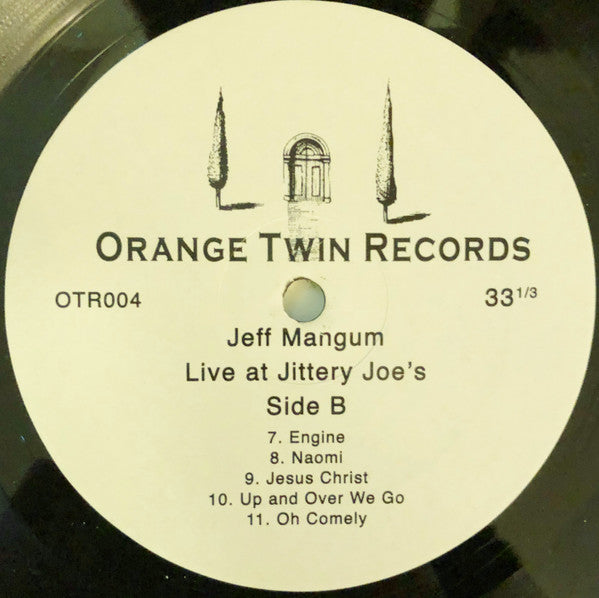 ORANGE TWIN RECORDS
OTR004 33 1/3
Jeff Mangum
Live at Jittery Joe's
Side B
7. Engine
8. Naomi
9. Jesus Christ
10. Up and Over We Go
11. Oh Comely